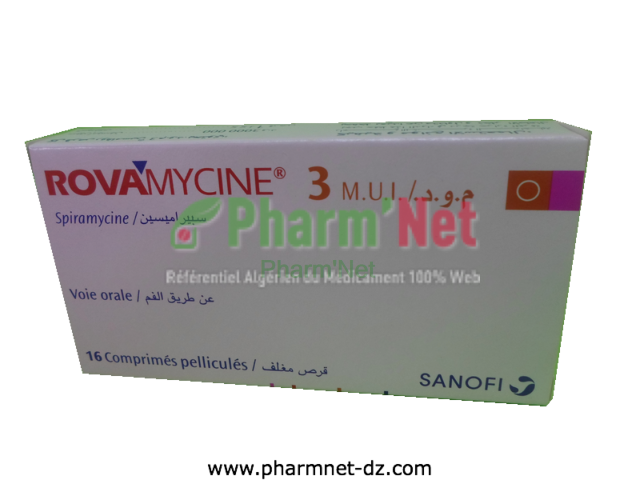 ROVAMYCINE® 3 M.U.I./.م.و.د
Spiramycine / سبيراميسين
Pharm'Net
Pharm'Net
Référentiel Algérien du Médicament 100% Web
Voie orale / عن طريق الفم
16 Comprimés pelliculés / قرص مغلف
SANOFI
www.pharmnet-dz.com